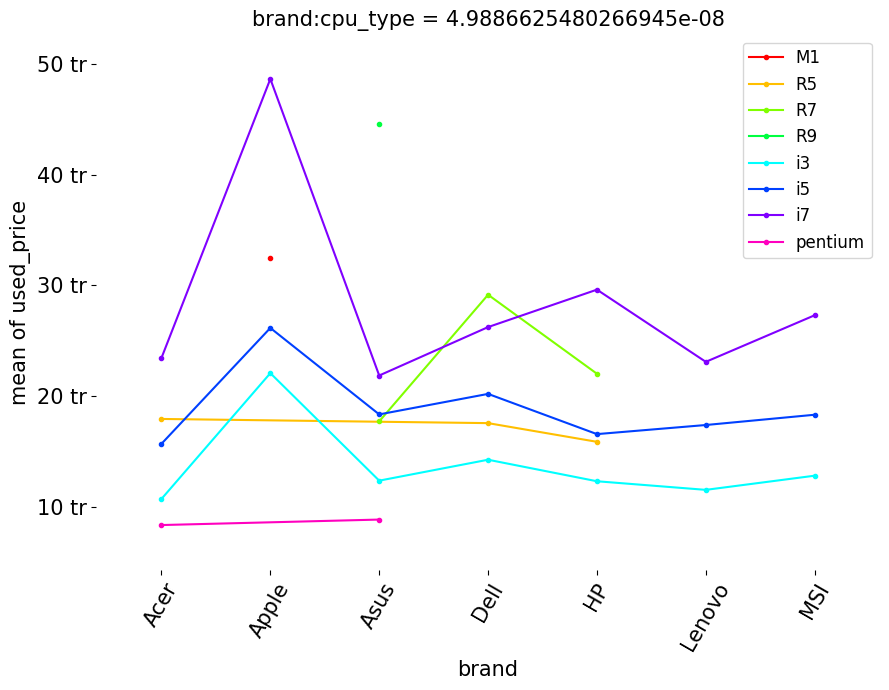 brand:cpu_type = 4.9886625480266945e-08
50 tr
40 tr
30 tr
20 tr
10 tr
mean of used_price
M1
R5
R7
R9
i3
i5
i7
pentium
Acer
Apple
Asus
Dell
HP
Lenovo
MSI
brand